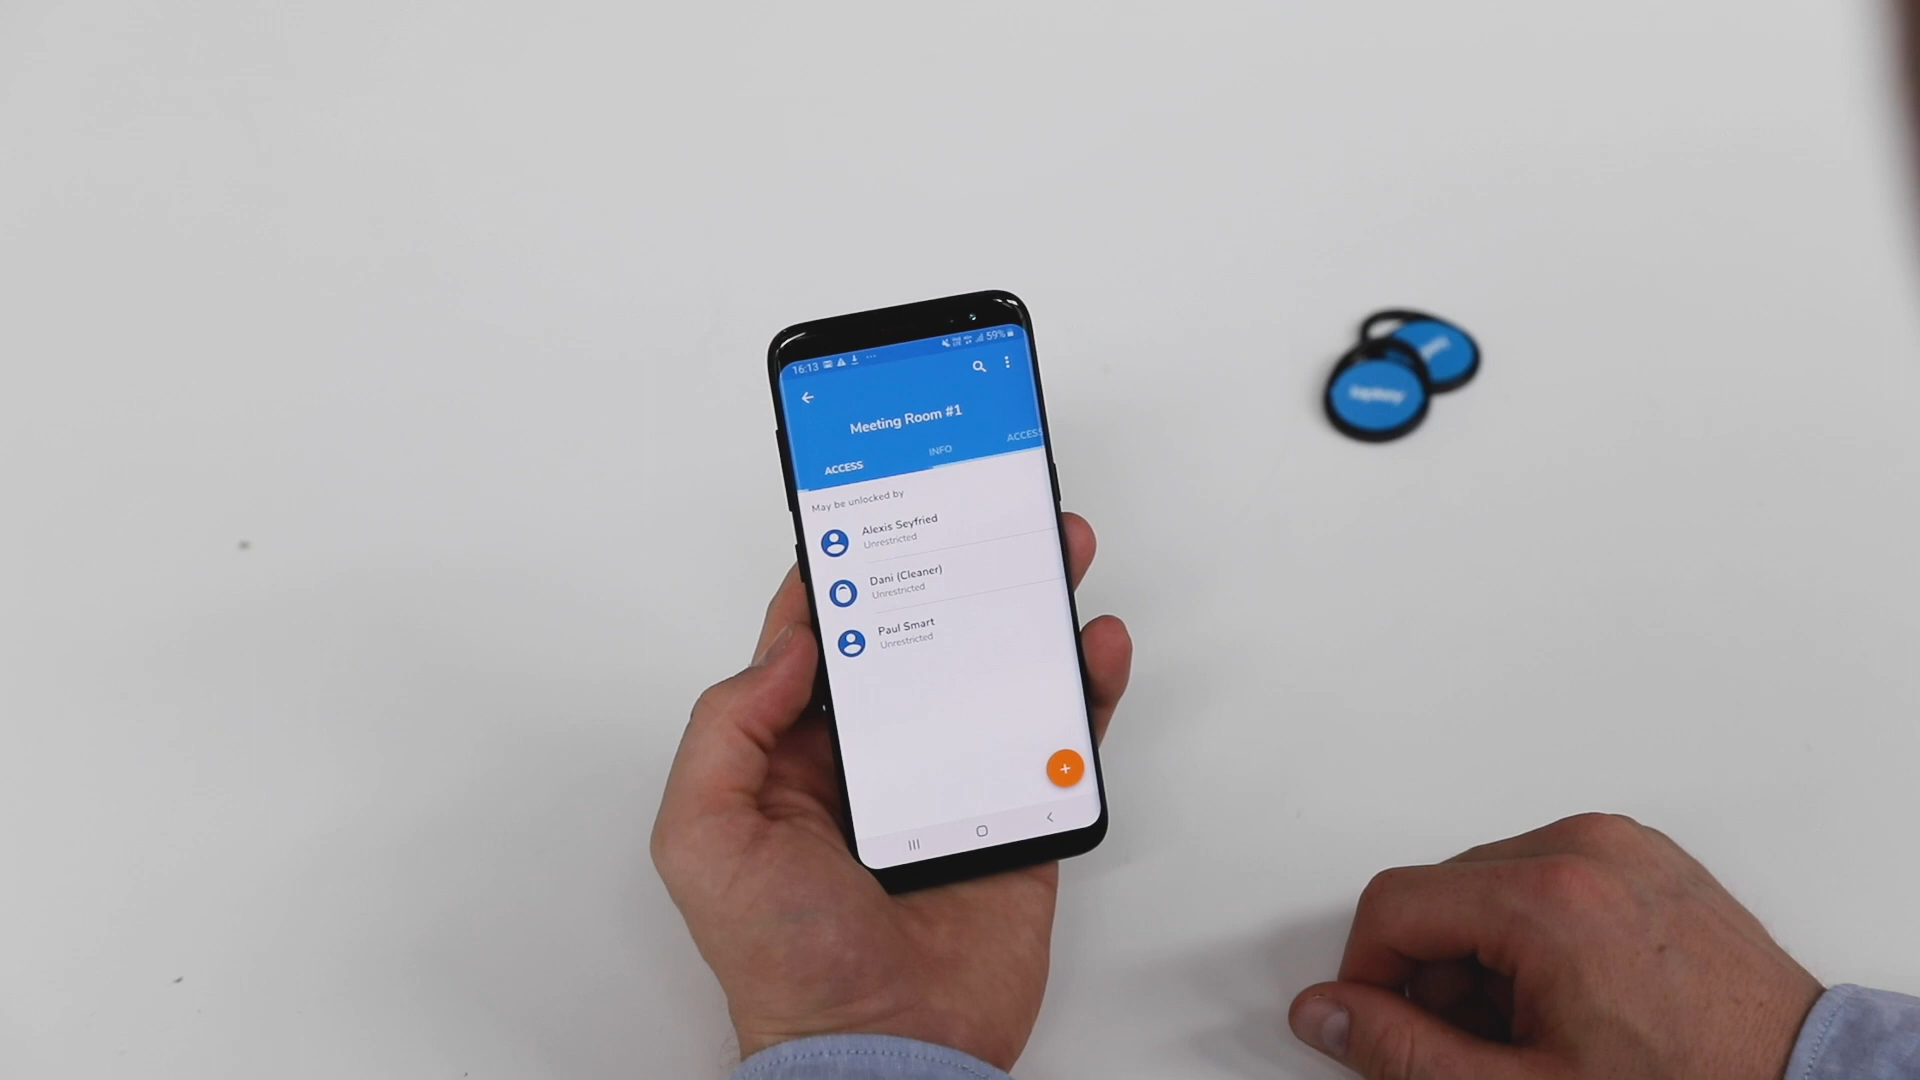 16:13
59%
Meeting Room #1
ACCESS INFO ACCESS
May be unlocked by
Alexis Seyfried
Unrestricted
Dani (Cleaner)
Unrestricted
Paul Smart
Unrestricted